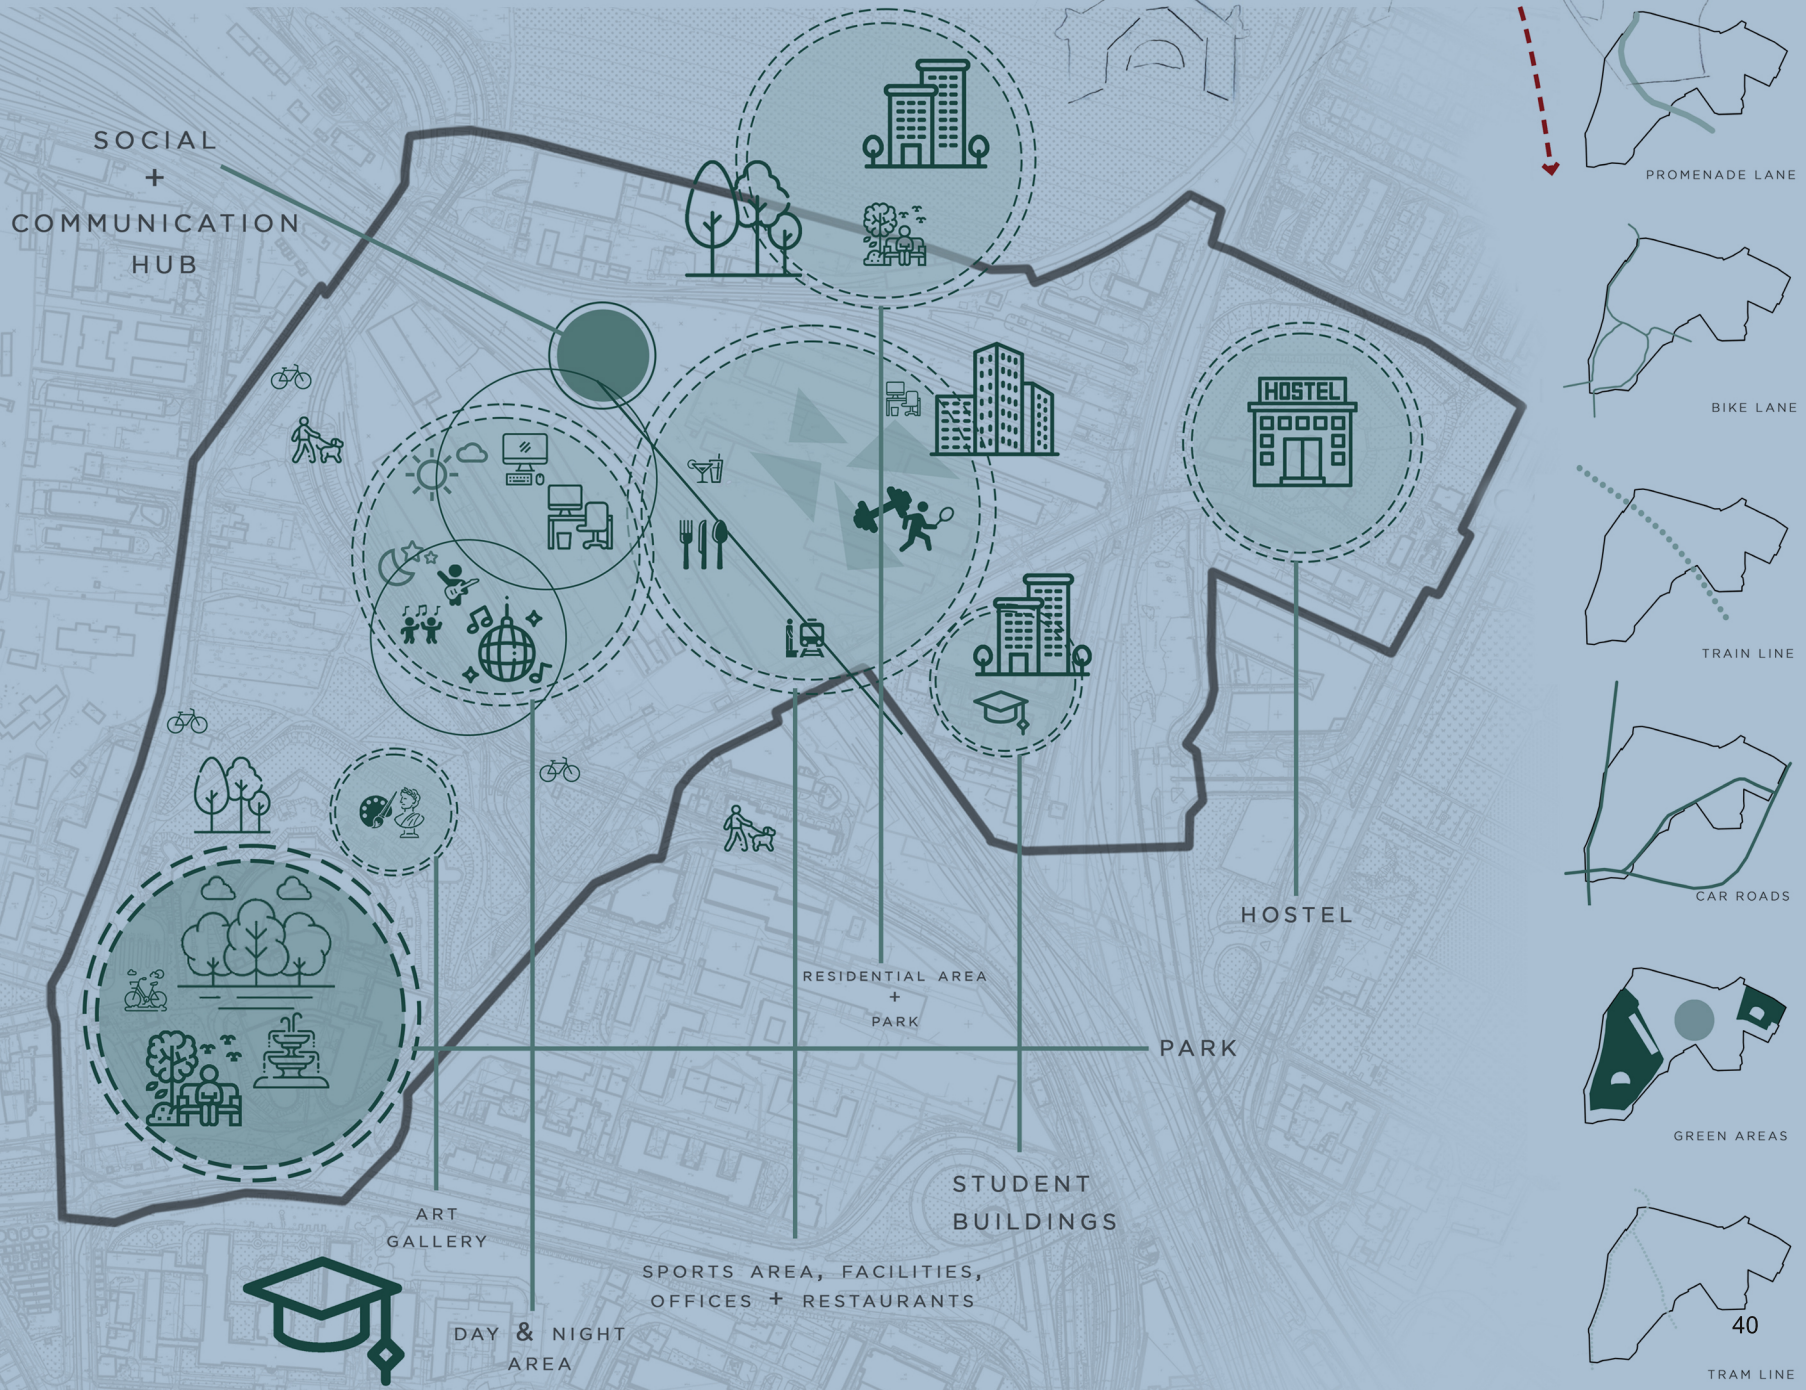 SOCIAL
+
COMMUNICATION
HUB
HOSTEL
HOSTEL
RESIDENTIAL AREA
+
PARK
PARK
STUDENT
BUILDINGS
ART
GALLERY
SPORTS AREA, FACILITIES,
OFFICES + RESTAURANTS
DAY & NIGHT
AREA
PROMENADE LANE
BIKE LANE
TRAIN LINE
CAR ROADS
GREEN AREAS
40
TRAM LINE